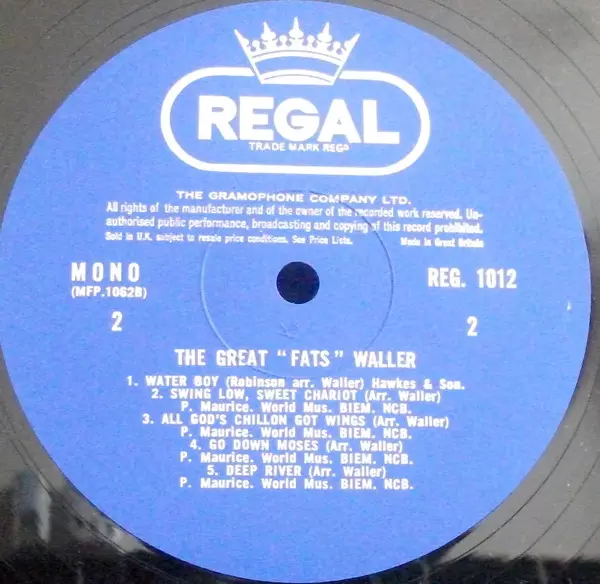 REGAL
TRADE MARK REGD
THE GRAMOPHONE COMPANY LTD.
All rights of the manufacturer and of the owner of the recorded work reserved. Un-
authorised public performance, broadcasting and copying of this record prohibited.
Sold in U.K. subject to resale price conditions. See Price Lists.
Made in Great Britain
MONO
(MFP.1062B)
REG. 1012
2
2
THE GREAT "FATS" WALLER
1. WATER BOY (Robinson arr. Waller) Hawkes & Son.
2. SWING LOW, SWEET CHARIOT (Arr. Waller)
P. Maurice. World Mus. BIEM. NCB.
3. ALL GOD'S CHILLON GOT WINGS (Arr. Waller)
P. Maurice. World Mus. BIEM. NCB.
4. GO DOWN MOSES (Arr. Waller)
P. Maurice. World Mus. BIEM. NCB.
5. DEEP RIVER (Arr. Waller)
P. Maurice. World Mus. BIEM. NCB.